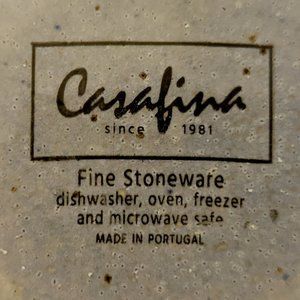 Casafina
since 1981
Fine Stoneware
dishwasher, oven, freezer
and microwave safe
MADE IN PORTUGAL